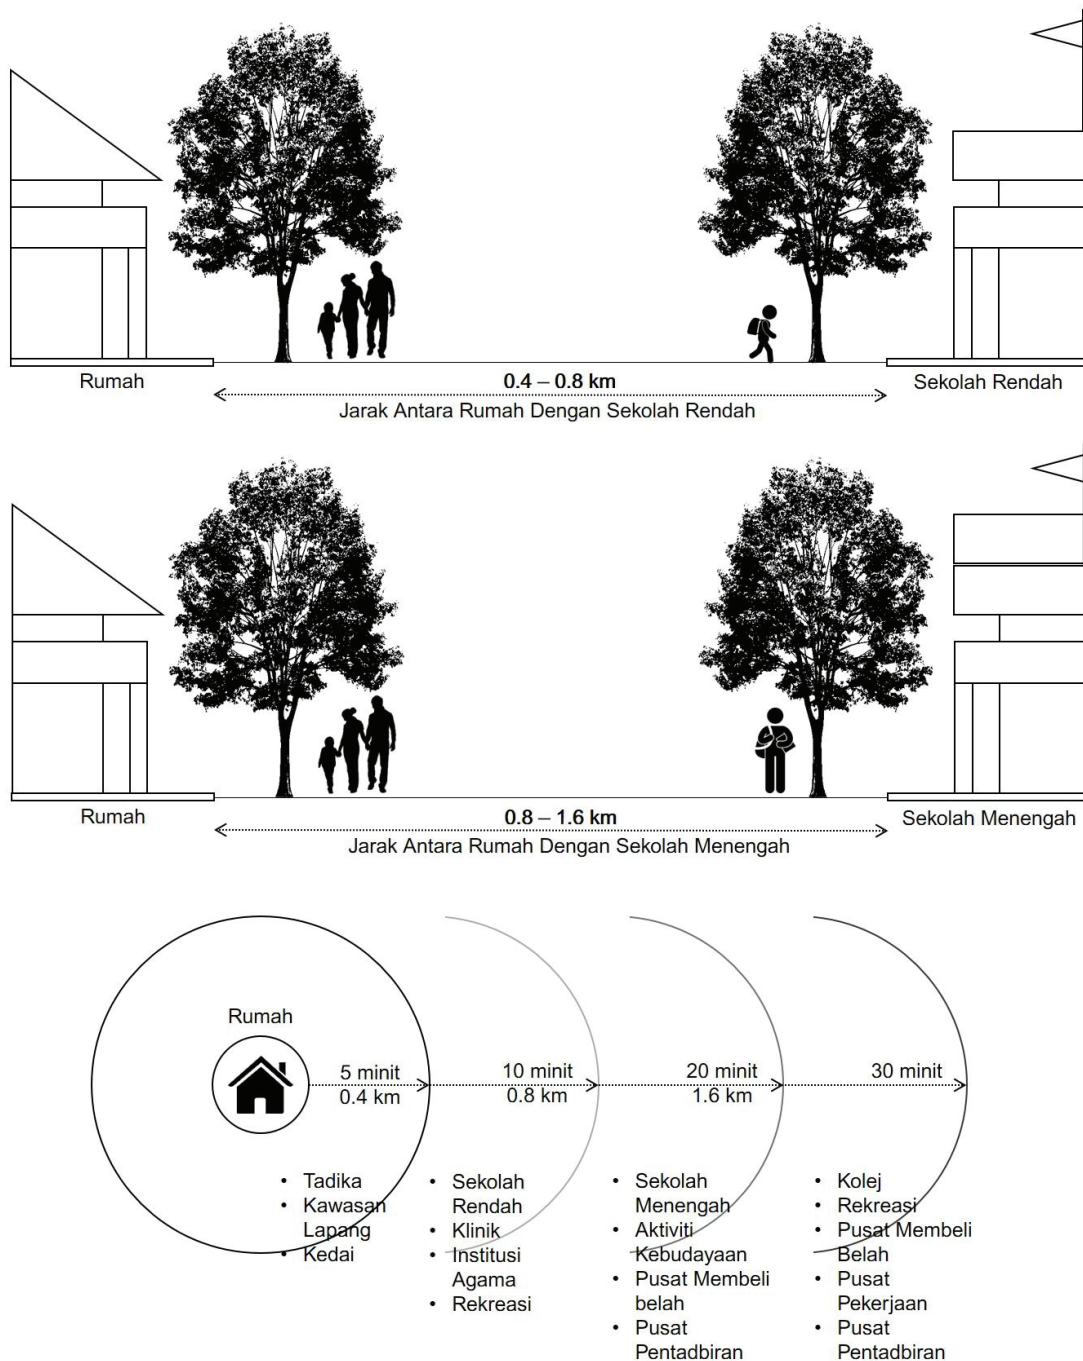 Rumah
0.4 – 0.8 km
Sekolah Rendah
Jarak Antara Rumah Dengan Sekolah Rendah
Rumah
0.8 – 1.6 km
Sekolah Menengah
Jarak Antara Rumah Dengan Sekolah Menengah
Rumah
5 minit
0.4 km
10 minit
0.8 km
20 minit
1.6 km
30 minit
• Tadika
• Kawasan
Lapang
• Kedai
• Sekolah
Rendah
• Klinik
• Institusi
Agama
• Rekreasi
• Sekolah
Menengah
• Aktiviti
Kebudayaan
• Pusat Membeli
belah
• Pusat
Pentadbiran
• Kolej
• Rekreasi
• Pusat Membeli
Belah
• Pusat
Pekerjaan
• Pusat
Pentadbiran